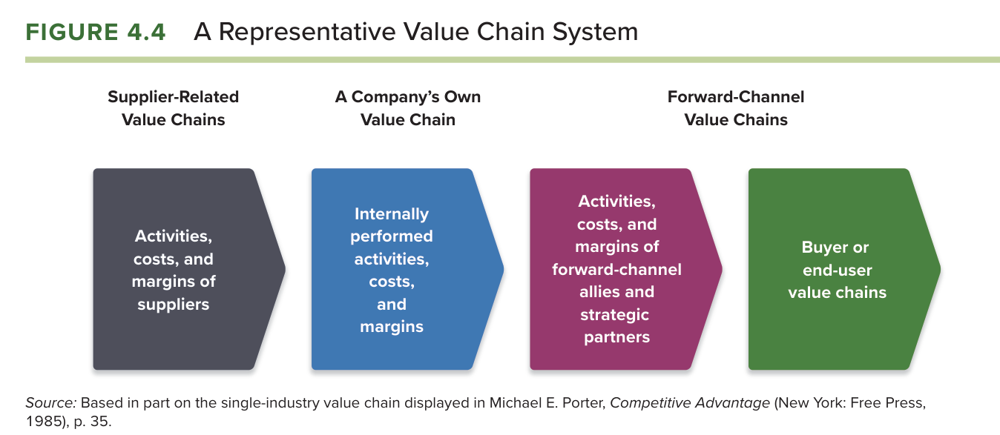 FIGURE 4.4 A Representative Value Chain System
Supplier-Related
Value Chains
A Company’s Own
Value Chain
Forward-Channel
Value Chains
Activities,
costs, and
margins of
suppliers
Internally
performed
activities,
costs,
and
margins
Activities,
costs, and
margins of
forward-channel
allies and
strategic
partners
Buyer or
end-user
value chains
Source: Based in part on the single-industry value chain displayed in Michael E. Porter, Competitive Advantage (New York: Free Press,
1985), p. 35.